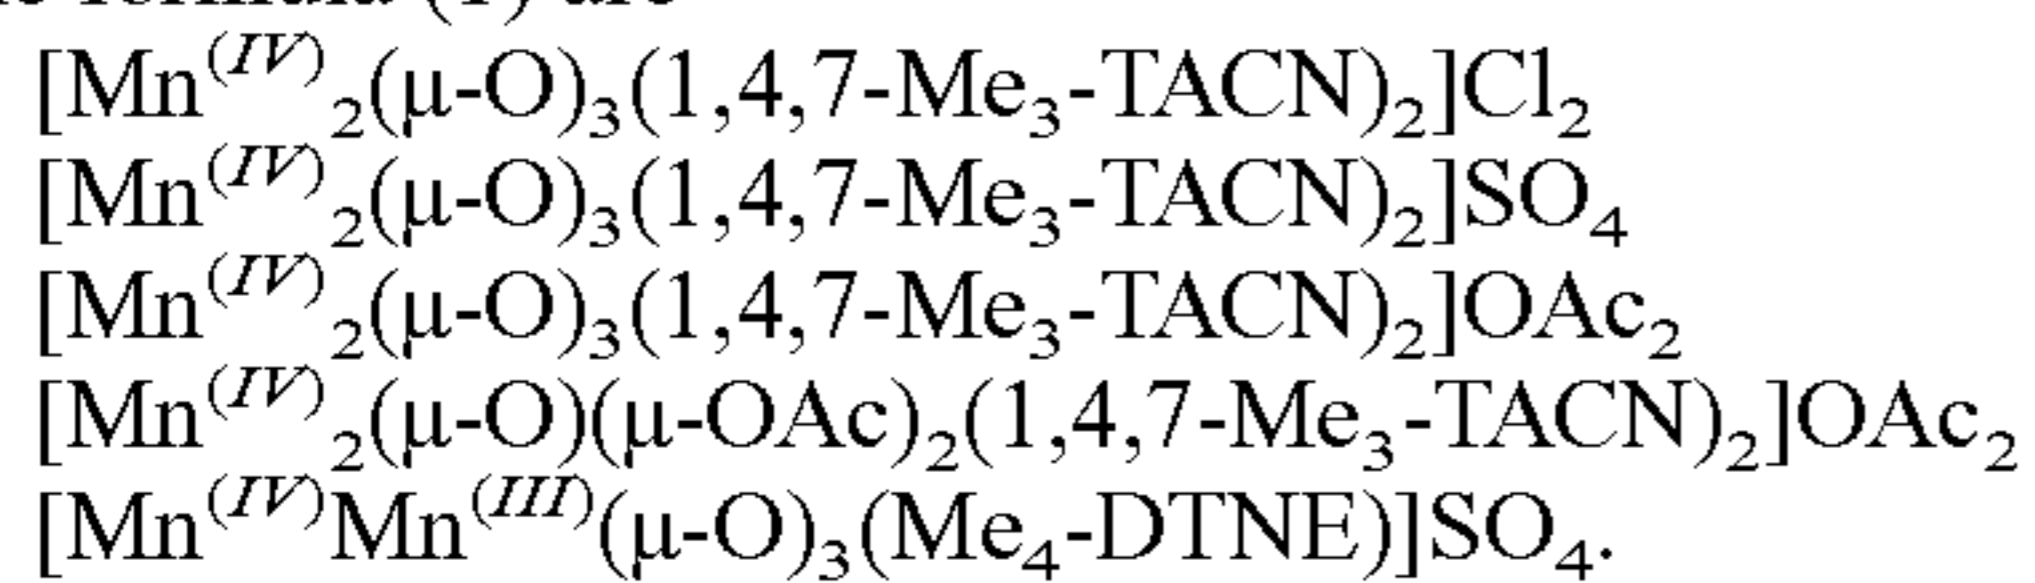 [Mn⁽ᴵⱽ⁾₂(μ-O)₃(1,4,7-Me₃-TACN)₂]Cl₂
[Mn⁽ᴵⱽ⁾₂(μ-O)₃(1,4,7-Me₃-TACN)₂]SO₄
[Mn⁽ᴵⱽ⁾₂(μ-O)₃(1,4,7-Me₃-TACN)₂]OAc₂
[Mn⁽ᴵⱽ⁾₂(μ-O)(μ-OAc)₂(1,4,7-Me₃-TACN)₂]OAc₂
[Mn⁽ᴵⱽ⁾Mn⁽ᴵᴵᴵ⁾(μ-O)₃(Me₄-DTNE)]SO₄.